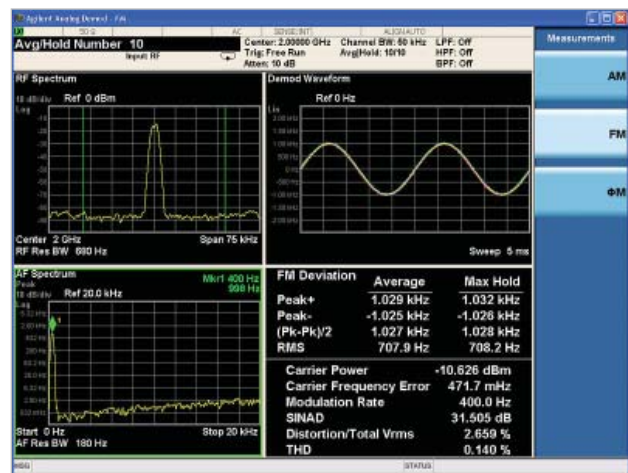 Agilent Analog Demod - FM
50 Ω AC SENSE:INT ALIGN AUTO
Avg/Hold Number 10
Input: RF
Center: 2.00000 GHz Channel BW: 50 kHz LPF: Off
Trig: Free Run Avg|Hold: 10/10 HPF: Off
Atten: 10 dB BPF: Off
Measurements
AM
FM
ΦM
RF Spectrum
10 dB/div Ref 0 dBm
Log
Center 2 GHz Span 75 kHz
RF Res BW 680 Hz
Demod Waveform
Ref 0 Hz
Lin
Sweep 5 ms
AF Spectrum
Peak
Mkr1 400 Hz
998 Hz
10 dB/div Ref 20.0 kHz
Log
1
Start 0 Hz Stop 20 kHz
AF Res BW 180 Hz
FM Deviation Average Max Hold
Peak+ 1.029 kHz 1.032 kHz
Peak- -1.025 kHz -1.026 kHz
(Pk-Pk)/2 1.027 kHz 1.028 kHz
RMS 707.9 Hz 708.2 Hz
Carrier Power -10.626 dBm
Carrier Frequency Error 471.7 mHz
Modulation Rate 400.0 Hz
SINAD 31.505 dB
Distortion/Total Vrms 2.659 %
THD 0.140 %
MSG STATUS